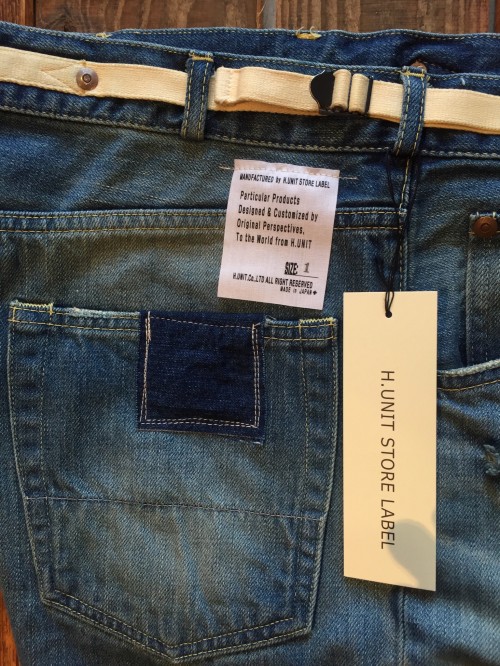 MANUFACTURED by H.UNIT STORE LABEL
Particular Products
Designed & Customized by
Original Perspectives,
To the World from H.UNIT
SIZE: 1
H.UNIT.Co.,LTD ALL RIGHT RESERVED
MADE IN JAPAN
H.UNIT STORE LABEL